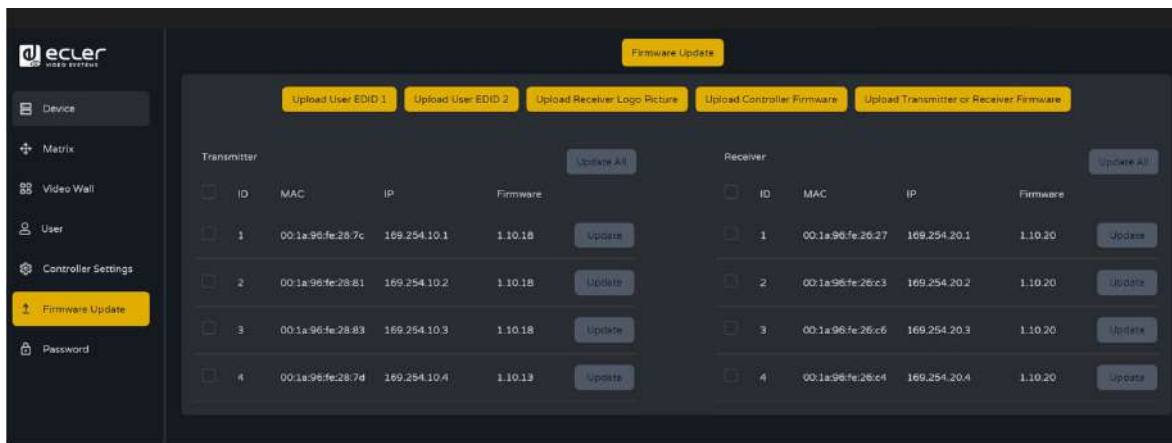 ecler
VIDEO SYSTEMS
Device
Matrix
Video Wall
User
Controller Settings
Firmware Update
Password
Firmware Update
Upload User EDID 1 Upload User EDID 2 Upload Receiver Logo Picture Upload Controller Firmware Upload Transmitter or Receiver Firmware
Transmitter Update All
ID MAC IP Firmware
1 00:1a:96:fe:28:7c 169.254.10.1 1.10.18 Update
2 00:1a:96:fe:28:81 169.254.10.2 1.10.18 Update
3 00:1a:96:fe:28:83 169.254.10.3 1.10.18 Update
4 00:1a:96:fe:28:7d 169.254.10.4 1.10.13 Update
Receiver Update All
ID MAC IP Firmware
1 00:1a:96:fe:26:27 169.254.20.1 1.10.20 Update
2 00:1a:96:fe:26:c3 169.254.20.2 1.10.20 Update
3 00:1a:96:fe:26:c6 169.254.20.3 1.10.20 Update
4 00:1a:96:fe:26:c4 169.254.20.4 1.10.20 Update